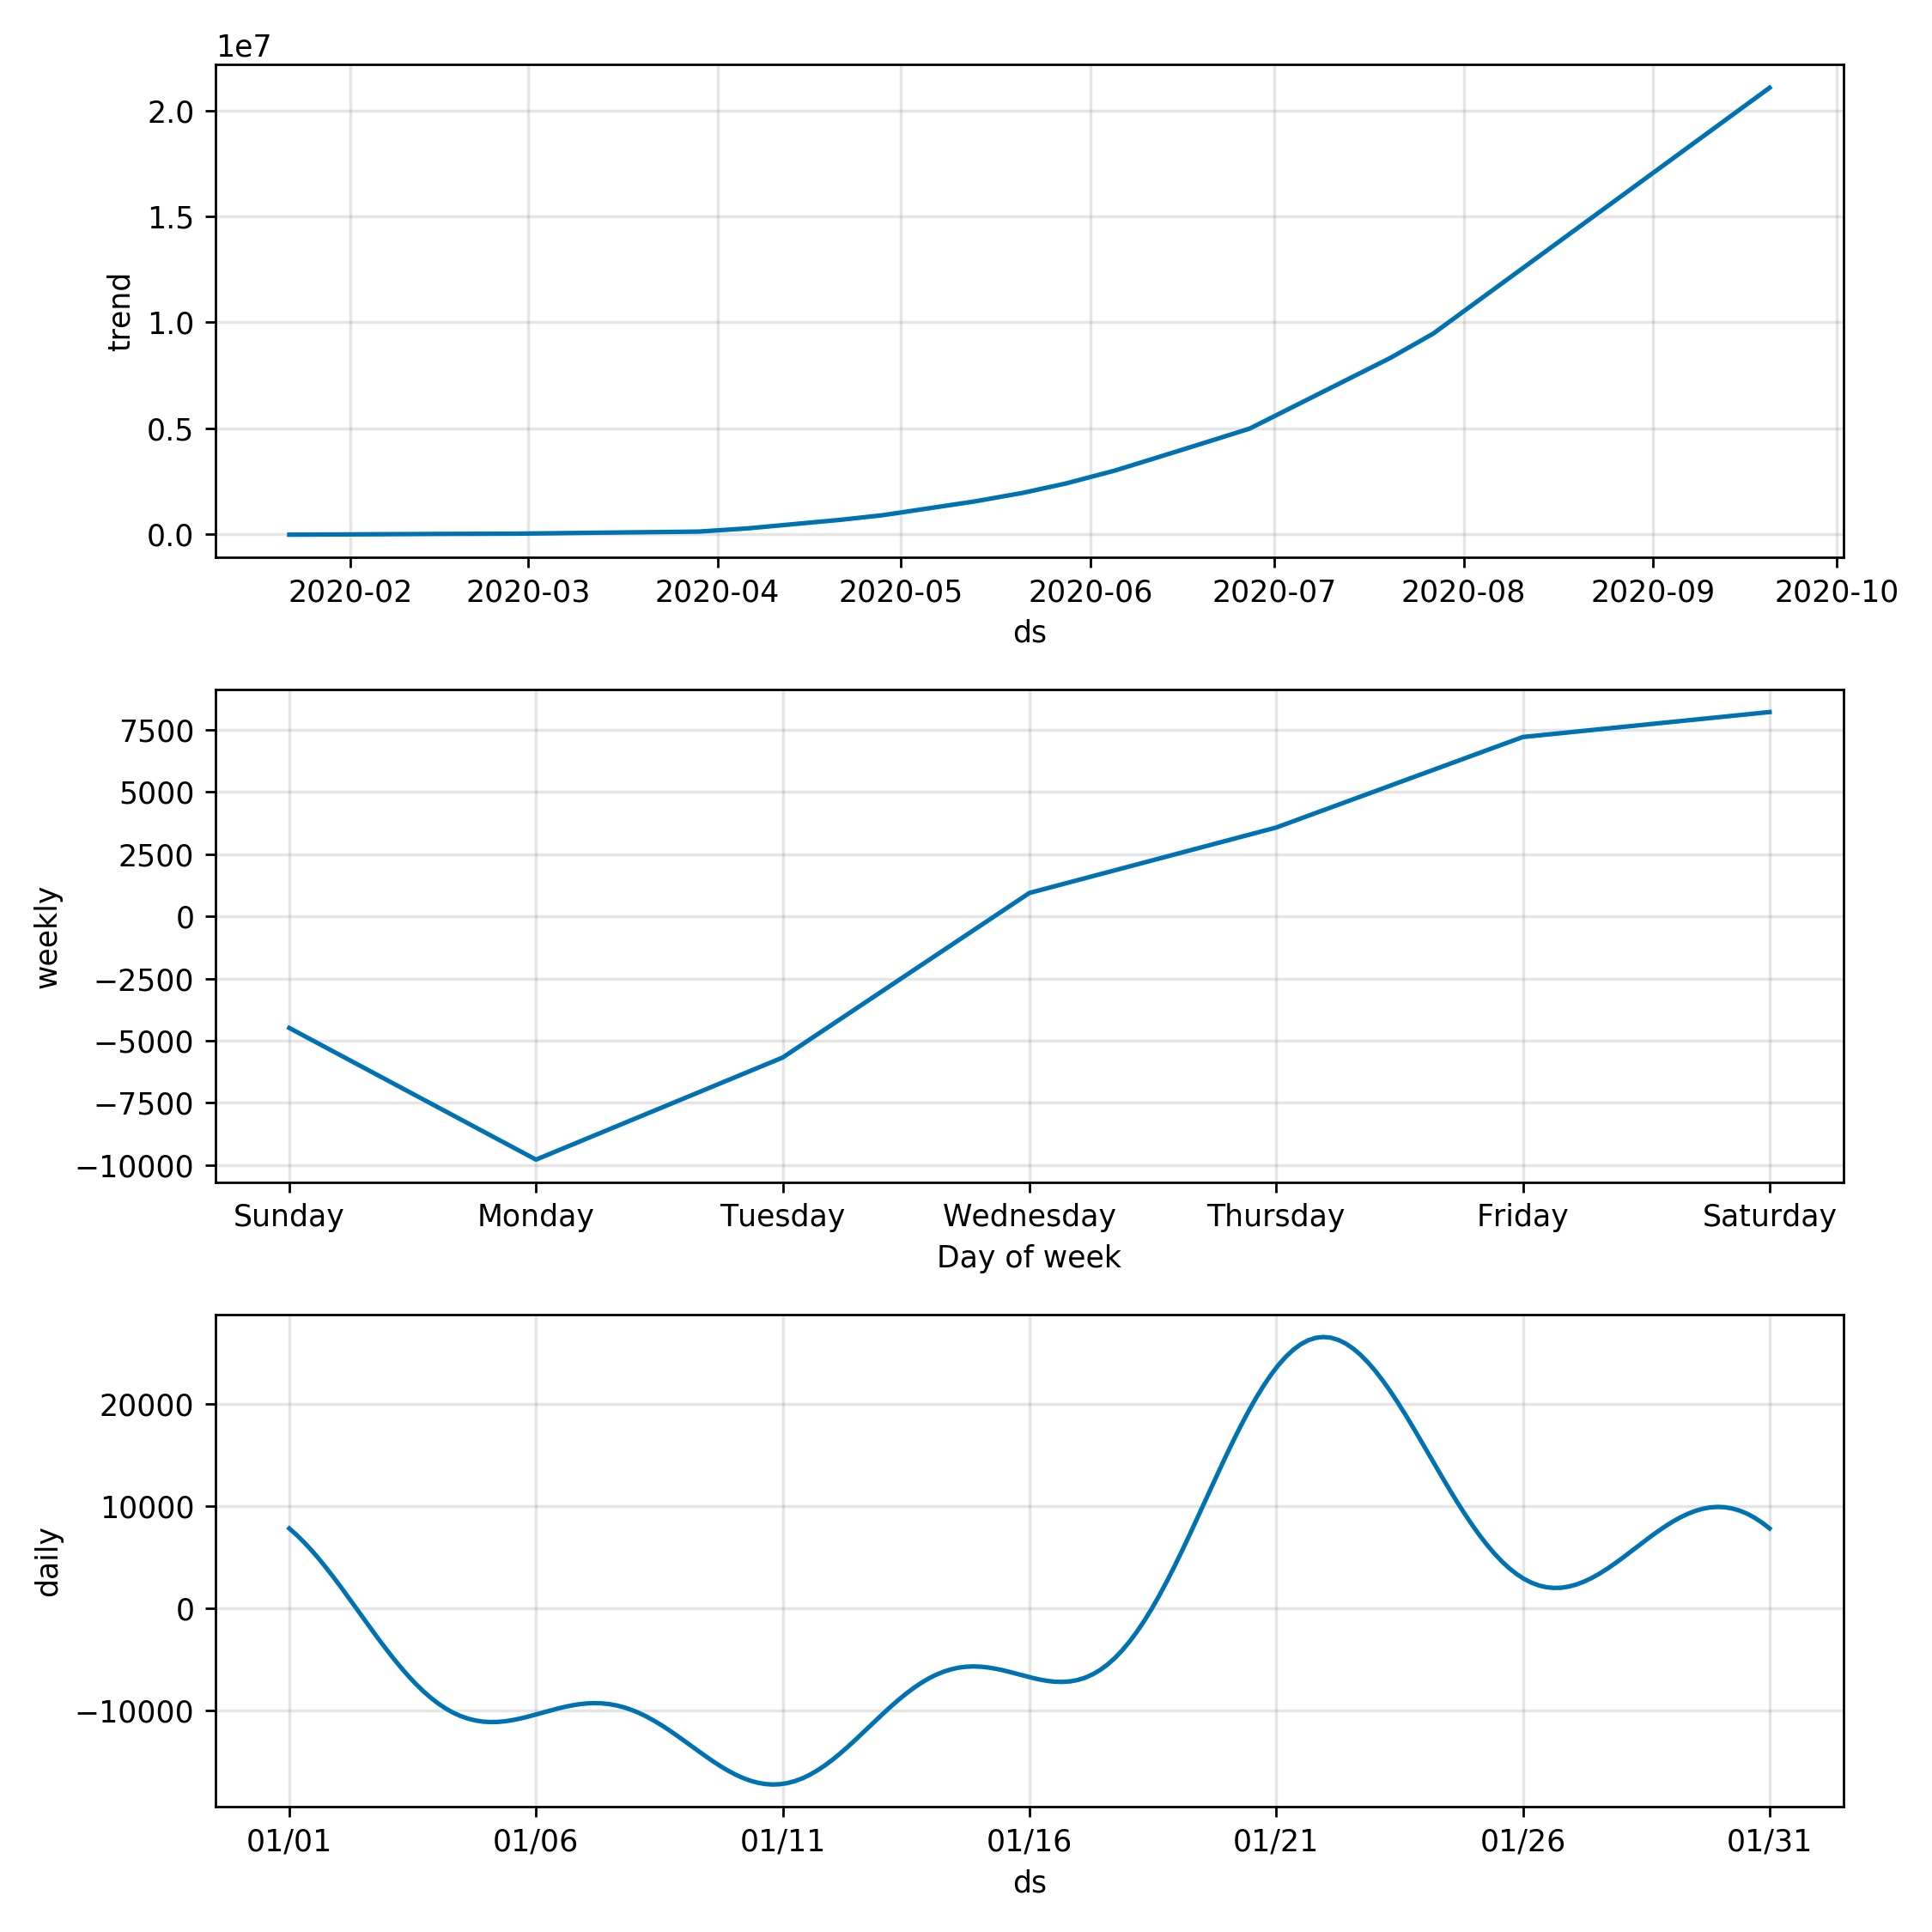 1e7
2.0
1.5
1.0
0.5
0.0
trend
2020-02 2020-03 2020-04 2020-05 2020-06 2020-07 2020-08 2020-09 2020-10
ds
7500
5000
2500
0
−2500
−5000
−7500
−10000
weekly
Sunday Monday Tuesday Wednesday Thursday Friday Saturday
Day of week
20000
10000
0
−10000
daily
01/01 01/06 01/11 01/16 01/21 01/26 01/31
ds